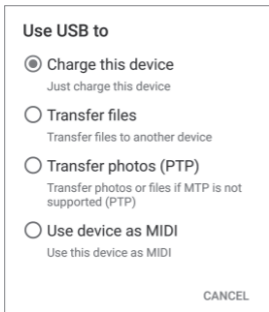 Use USB to
Charge this device
Just charge this device
Transfer files
Transfer files to another device
Transfer photos (PTP)
Transfer photos or files if MTP is not
supported (PTP)
Use device as MIDI
Use this device as MIDI
CANCEL